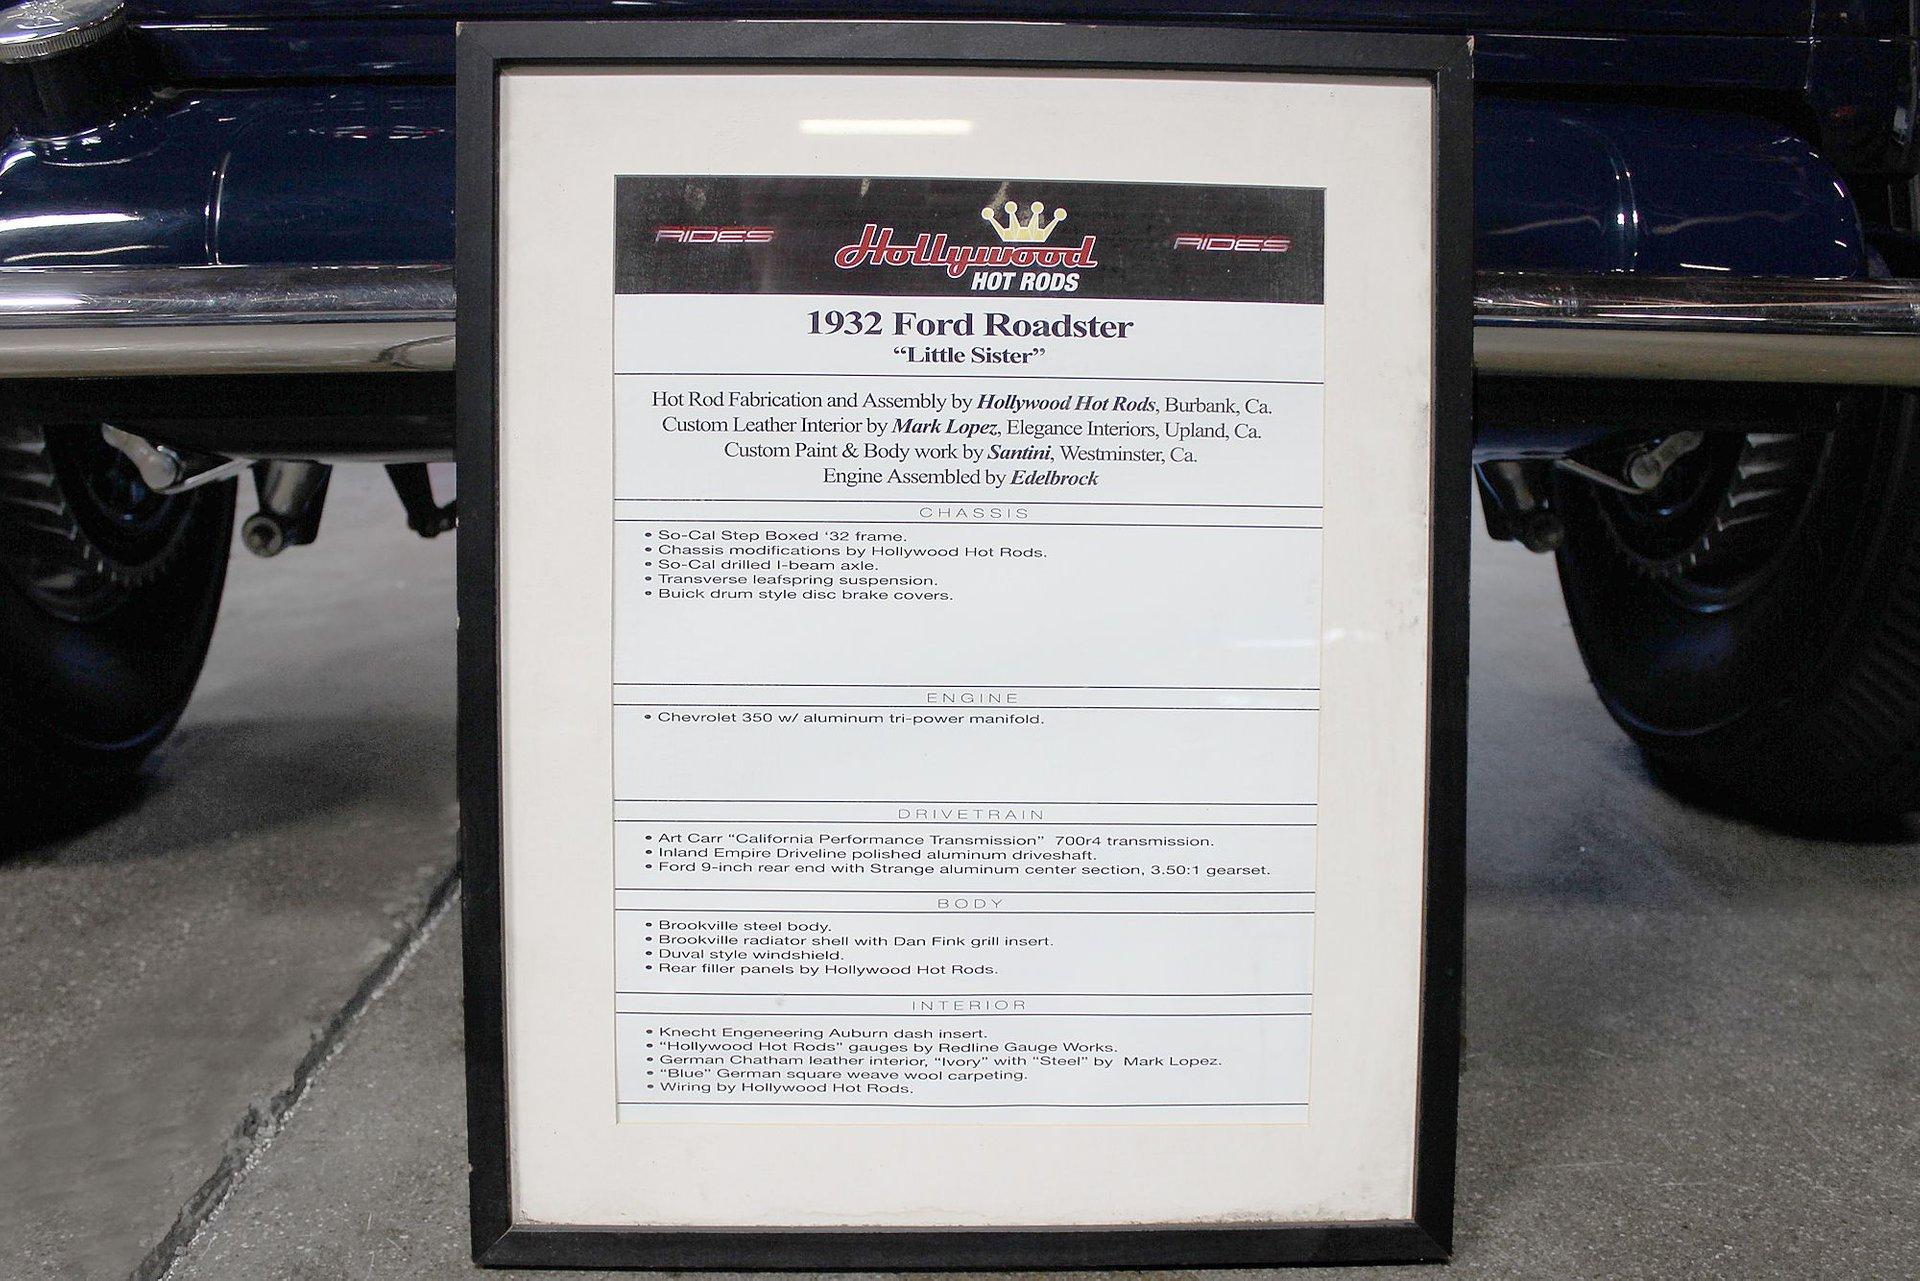 RIDES
Hollywood
HOT RODS
RIDES
1932 Ford Roadster
“Little Sister”
Hot Rod Fabrication and Assembly by Hollywood Hot Rods, Burbank, Ca.
Custom Leather Interior by Mark Lopez, Elegance Interiors, Upland, Ca.
Custom Paint & Body work by Santini, Westminster, Ca.
Engine Assembled by Edelbrock
CHASSIS
• So-Cal Step Boxed ‘32 frame.
• Chassis modifications by Hollywood Hot Rods.
• So-Cal drilled I-beam axle.
• Transverse leafspring suspension.
• Buick drum style disc brake covers.
ENGINE
• Chevrolet 350 w/ aluminum tri-power manifold.
DRIVETRAIN
• Art Carr “California Performance Transmission” 700r4 transmission.
• Inland Empire Driveline polished aluminum driveshaft.
• Ford 9-inch rear end with Strange aluminum center section, 3.50:1 gearset.
BODY
• Brookville steel body.
• Brookville radiator shell with Dan Fink grill insert.
• Duval style windshield.
• Rear filler panels by Hollywood Hot Rods.
INTERIOR
• Knecht Engeneering Auburn dash insert.
• “Hollywood Hot Rods” gauges by Redline Gauge Works.
• German Chatham leather interior, “Ivory” with “Steel” by Mark Lopez.
• “Blue” German square weave wool carpeting.
• Wiring by Hollywood Hot Rods.